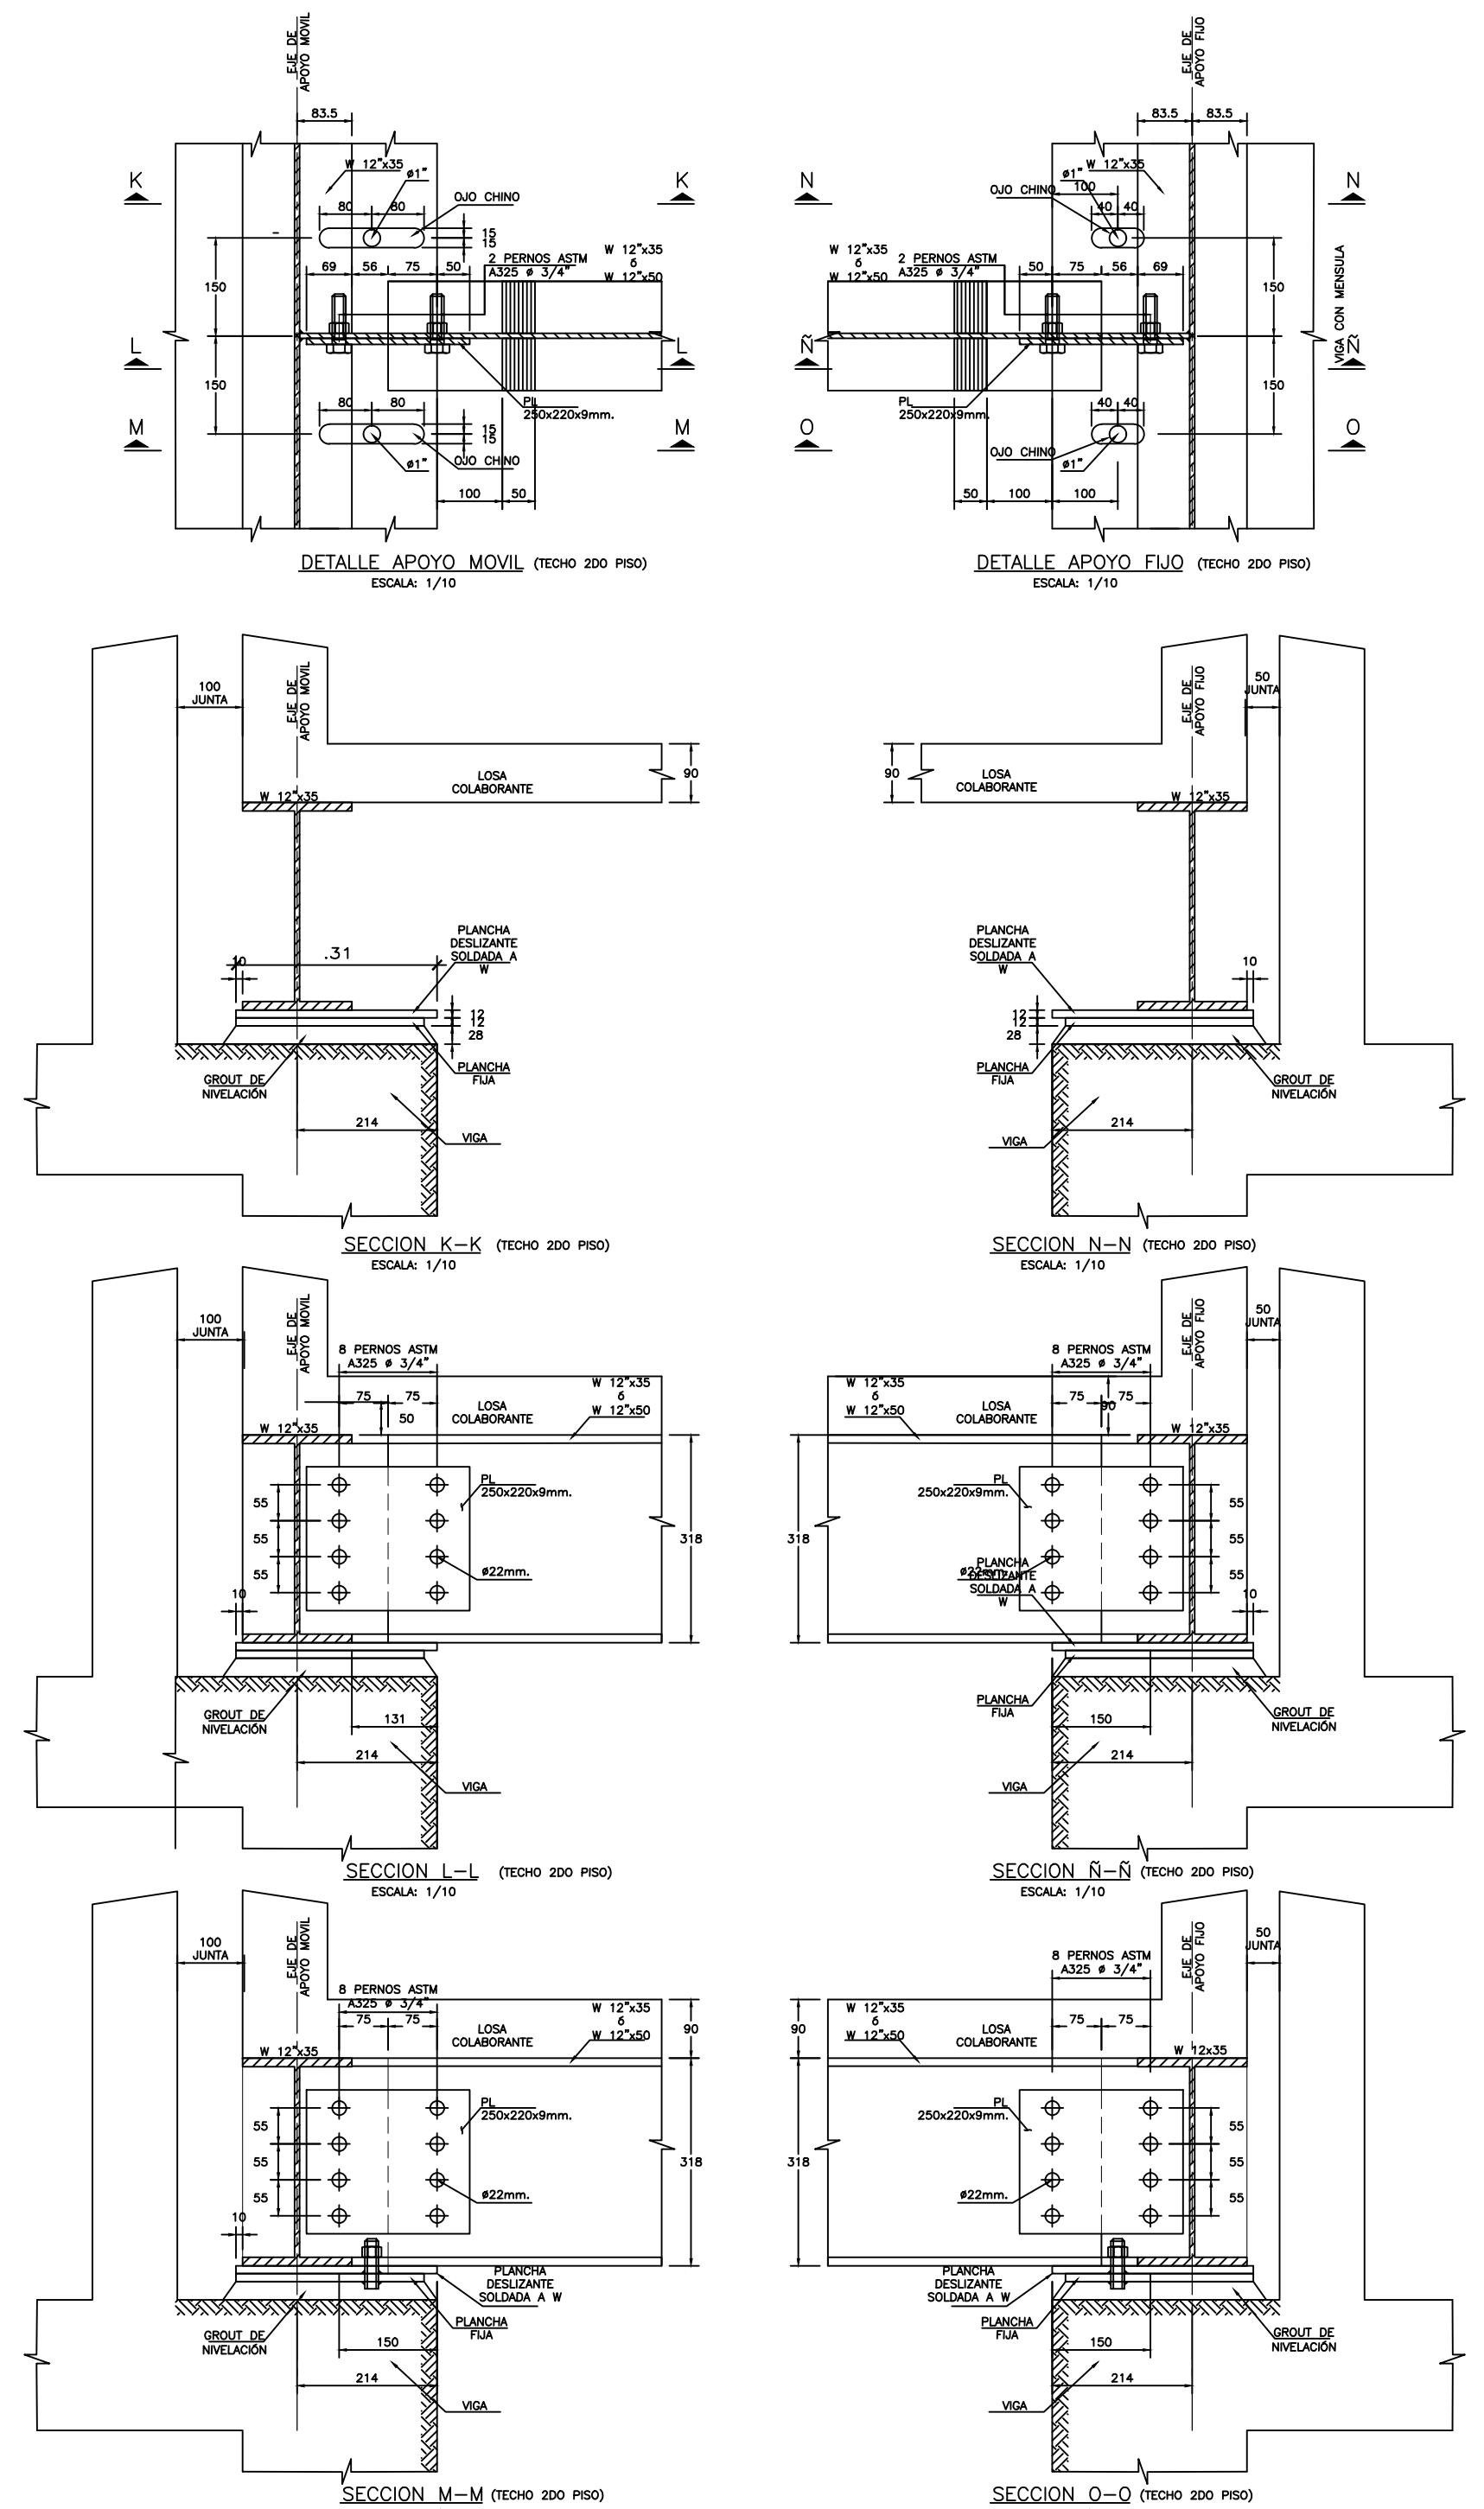 EJE DE
APOYO MOVIL
83.5
W 12"x35
ø1"
OJO CHINO
K
K
80
80
15
15
2 PERNOS ASTM
A325 ø 3/4"
W 12"x35
ó
W 12"x50
69
56
75
50
150
L
L
150
PL
250x220x9mm.
80
80
15
15
M
M
ø1"
OJO CHINO
100
50
DETALLE APOYO MOVIL (TECHO 2DO PISO)
ESCALA: 1/10
EJE DE
APOYO FIJO
83.5
83.5
W 12"x35
ø1"
100
OJO CHINO
N
N
40
40
W 12"x35
ó
W 12"x50
2 PERNOS ASTM
A325 ø 3/4"
50
75
56
69
150
VIGA CON MENSULA
Ñ
Ñ
150
PL
250x220x9mm.
40
40
O
O
OJO CHINO
ø1"
50
100
100
DETALLE APOYO FIJO (TECHO 2DO PISO)
ESCALA: 1/10
100
JUNTA
EJE DE
APOYO MOVIL
LOSA
COLABORANTE
90
W 12"x35
PLANCHA
DESLIZANTE
SOLDADA A
W
.31
10
12
12
28
GROUT DE
NIVELACIÓN
PLANCHA
FIJA
214
VIGA
SECCION K-K (TECHO 2DO PISO)
ESCALA: 1/10
EJE DE
APOYO FIJO
50
JUNTA
90
LOSA
COLABORANTE
W 12"x35
PLANCHA
DESLIZANTE
SOLDADA A
W
10
12
12
28
PLANCHA
FIJA
GROUT DE
NIVELACIÓN
214
VIGA
SECCION N-N (TECHO 2DO PISO)
ESCALA: 1/10
100
JUNTA
EJE DE
APOYO MOVIL
8 PERNOS ASTM
A325 ø 3/4"
75
75
50
LOSA
COLABORANTE
W 12"x35
ó
W 12"x50
W 12"x35
PL
250x220x9mm.
55
55
55
318
ø22mm.
10
GROUT DE
NIVELACIÓN
131
214
VIGA
SECCION L-L (TECHO 2DO PISO)
ESCALA: 1/10
EJE DE
APOYO FIJO
50
JUNTA
8 PERNOS ASTM
A325 ø 3/4"
W 12"x35
ó
W 12"x50
75
75
90
LOSA
COLABORANTE
W 12"x35
PL
250x220x9mm.
55
55
55
318
ø22mm.
PLANCHA
DESLIZANTE
SOLDADA A
W
10
PLANCHA
FIJA
GROUT DE
NIVELACIÓN
150
214
VIGA
SECCION Ñ-Ñ (TECHO 2DO PISO)
ESCALA: 1/10
100
JUNTA
EJE DE
APOYO MOVIL
8 PERNOS ASTM
A325 ø 3/4"
75
75
LOSA
COLABORANTE
W 12"x35
ó
W 12"x50
90
W 12"x35
PL
250x220x9mm.
55
55
55
318
ø22mm.
10
PLANCHA
DESLIZANTE
SOLDADA A W
GROUT DE
NIVELACIÓN
PLANCHA
FIJA
150
214
VIGA
SECCION M-M (TECHO 2DO PISO)
EJE DE
APOYO FIJO
50
JUNTA
8 PERNOS ASTM
A325 ø 3/4"
90
W 12"x35
ó
W 12"x50
75
75
LOSA
COLABORANTE
W 12x35
PL
250x220x9mm.
55
55
55
318
ø22mm.
PLANCHA
DESLIZANTE
SOLDADA A W
PLANCHA
FIJA
GROUT DE
NIVELACIÓN
150
214
VIGA
SECCION O-O (TECHO 2DO PISO)